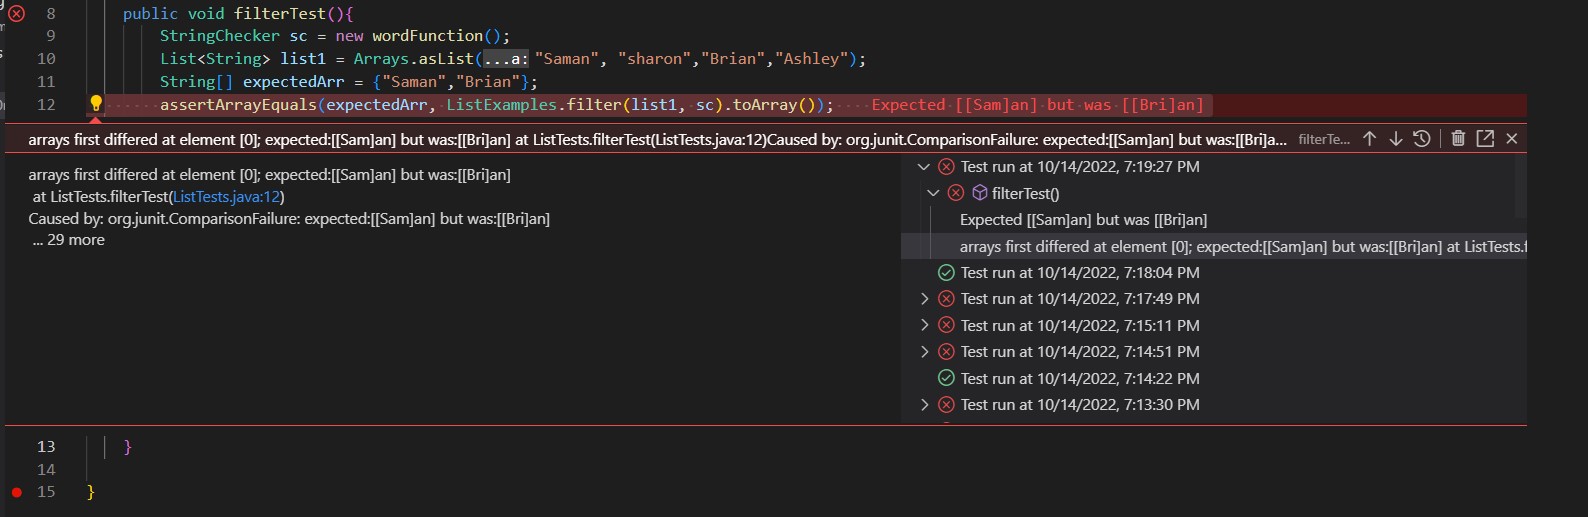 8 public void filterTest(){
9 StringChecker sc = new wordFunction();
10 List<String> list1 = Arrays.asList(...a: "Saman", "sharon","Brian","Ashley");
11 String[] expectedArr = {"Saman","Brian"};
12 assertArrayEquals(expectedArr, ListExamples.filter(list1, sc).toArray()); Expected [[Sam]an] but was [[Bri]an]
arrays first differed at element [0]; expected:[[Sam]an] but was:[[Bri]an] at ListTests.filterTest(ListTests.java:12)Caused by: org.junit.ComparisonFailure: expected:[[Sam]an] but was:[[Bri]a... filterTe...
arrays first differed at element [0]; expected:[[Sam]an] but was:[[Bri]an]
at ListTests.filterTest(ListTests.java:12)
Caused by: org.junit.ComparisonFailure: expected:[[Sam]an] but was:[[Bri]an]
... 29 more
Test run at 10/14/2022, 7:19:27 PM
filterTest()
Expected [[Sam]an] but was [[Bri]an]
arrays first differed at element [0]; expected:[[Sam]an] but was:[[Bri]an] at ListTests.f
Test run at 10/14/2022, 7:18:04 PM
Test run at 10/14/2022, 7:17:49 PM
Test run at 10/14/2022, 7:15:11 PM
Test run at 10/14/2022, 7:14:51 PM
Test run at 10/14/2022, 7:14:22 PM
Test run at 10/14/2022, 7:13:30 PM
13 }
14
15 }